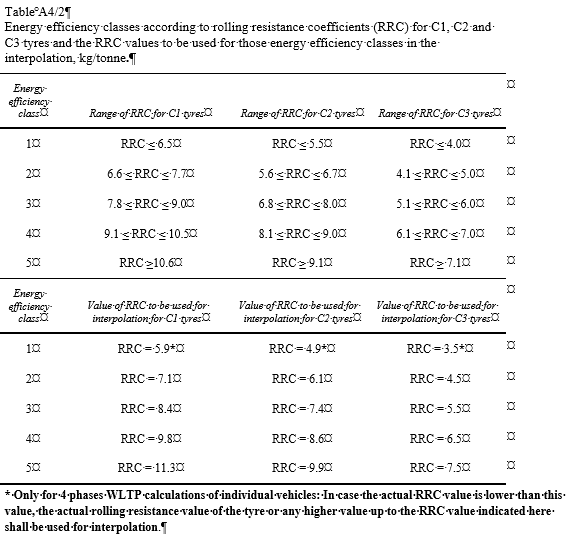 Table°A4/2¶
Energy·efficiency·classes·according·to·rolling·resistance·coefficients·(RRC)·for·C1,·C2·and·
C3·tyres·and·the·RRC·values·to·be·used·for·those·energy·efficiency·classes·in·the·
interpolation,·kg/tonne.¶
Energy·
efficiency·
class¤ Range·of·RRC·for·C1·tyres¤ Range·of·RRC·for·C2·tyres¤ Range·of·RRC·for·C3·tyres¤ ¤
1¤ RRC·≤·6.5¤ RRC·≤·5.5¤ RRC·≤·4.0¤ ¤
2¤ 6.6·≤·RRC·≤·7.7¤ 5.6·≤·RRC·≤·6.7¤ 4.1·≤·RRC·≤·5.0¤ ¤
3¤ 7.8·≤·RRC·≤·9.0¤ 6.8·≤·RRC·≤·8.0¤ 5.1·≤·RRC·≤·6.0¤ ¤
4¤ 9.1·≤·RRC·≤·10.5¤ 8.1·≤·RRC·≤·9.0¤ 6.1·≤·RRC·≤·7.0¤ ¤
5¤ RRC·≥10.6¤ RRC·≥·9.1¤ RRC·≥·7.1¤ ¤
Energy·
efficiency·
class¤ Value·of·RRC·to·be·used·for·interpolation·for·C1·tyres¤ Value·of·RRC·to·be·used·for·interpolation·for·C2·tyres¤ Value·of·RRC·to·be·used·for·interpolation·for·C3·tyres¤ ¤
1¤ RRC·=·5.9*¤ RRC·=·4.9*¤ RRC·=·3.5*¤ ¤
2¤ RRC·=·7.1¤ RRC·=·6.1¤ RRC·=·4.5¤ ¤
3¤ RRC·=·8.4¤ RRC·=·7.4¤ RRC·=·5.5¤ ¤
4¤ RRC·=·9.8¤ RRC·=·8.6¤ RRC·=·6.5¤ ¤
5¤ RRC·=·11.3¤ RRC·=·9.9¤ RRC·=·7.5¤ ¤
*·Only·for·4·phases·WLTP·calculations·of·individual·vehicles:·In·case·the·actual·RRC·value·is·lower·than·this·
value,·the·actual·rolling·resistance·value·of·the·tyre·or·any·higher·value·up·to·the·RRC·value·indicated·here·
shall·be·used·for·interpolation.¶